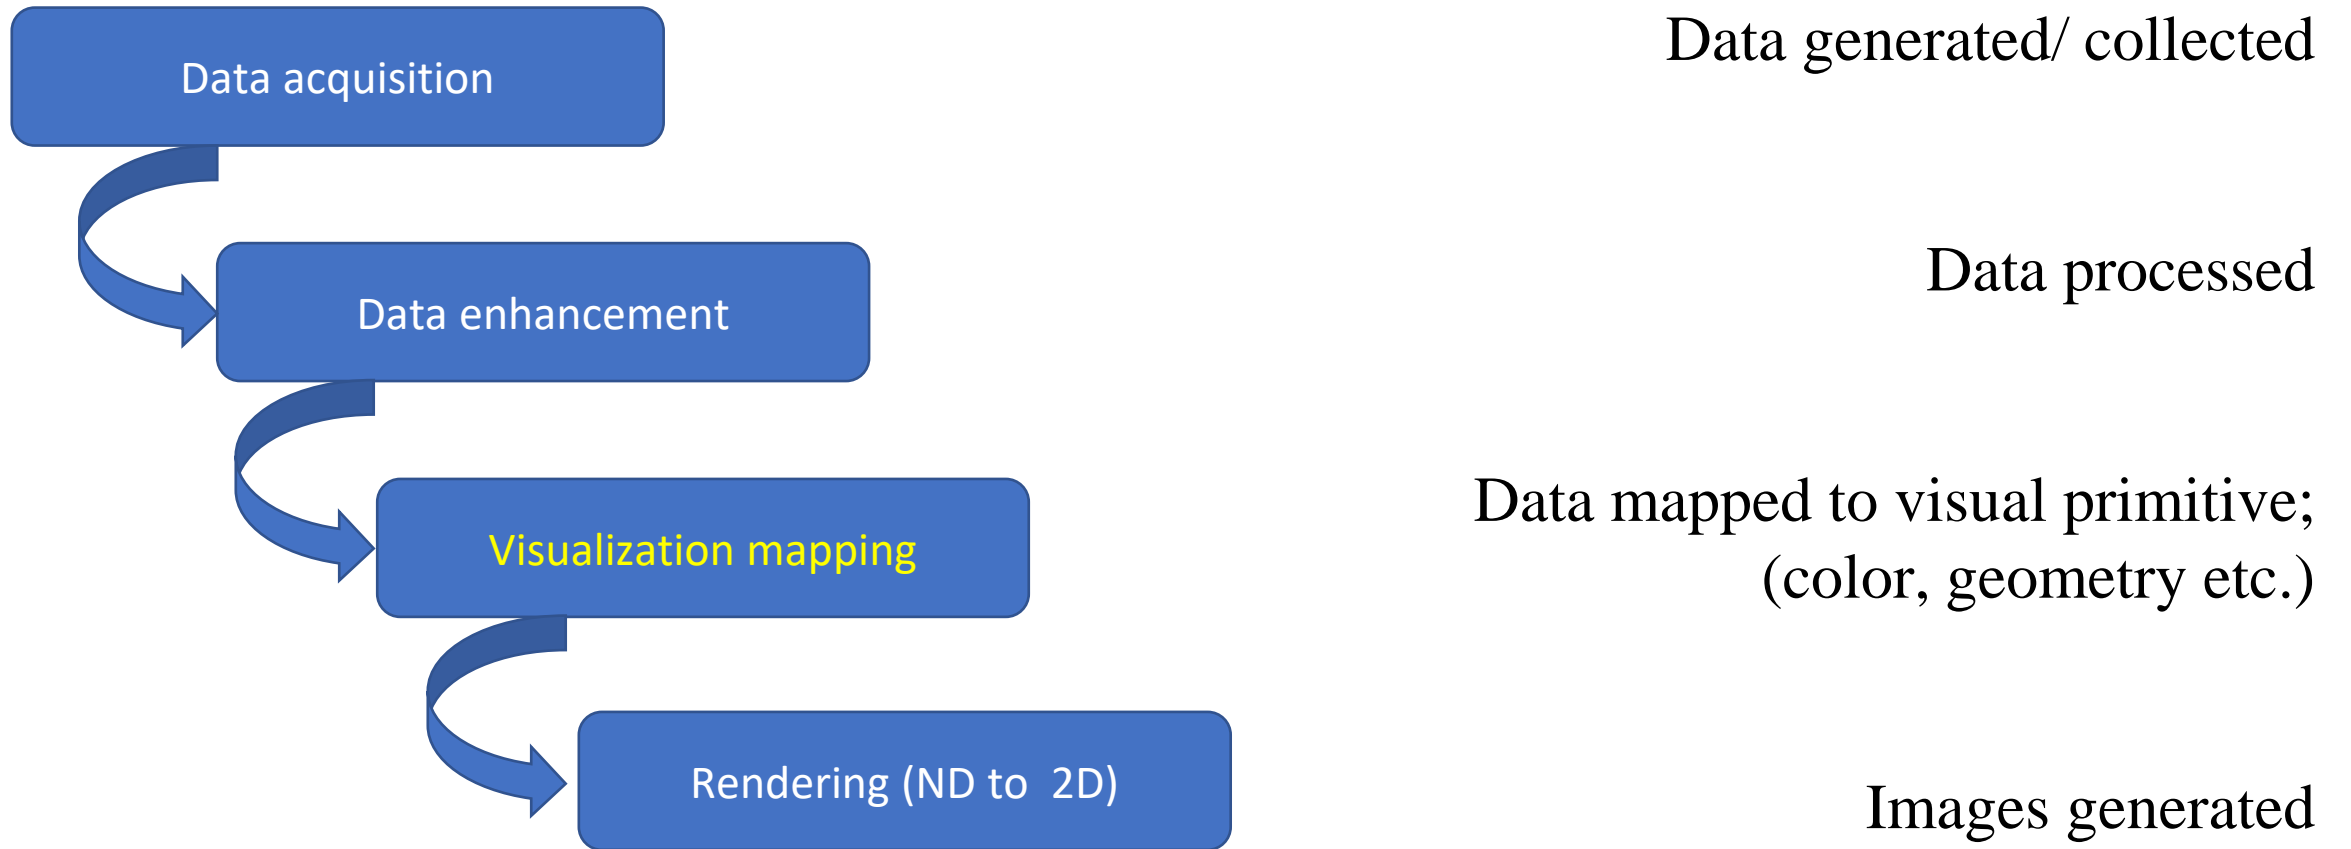 Data acquisition
Data generated/ collected
Data enhancement
Data processed
Visualization mapping
Data mapped to visual primitive;
(color, geometry etc.)
Rendering (ND to  2D)
Images generated